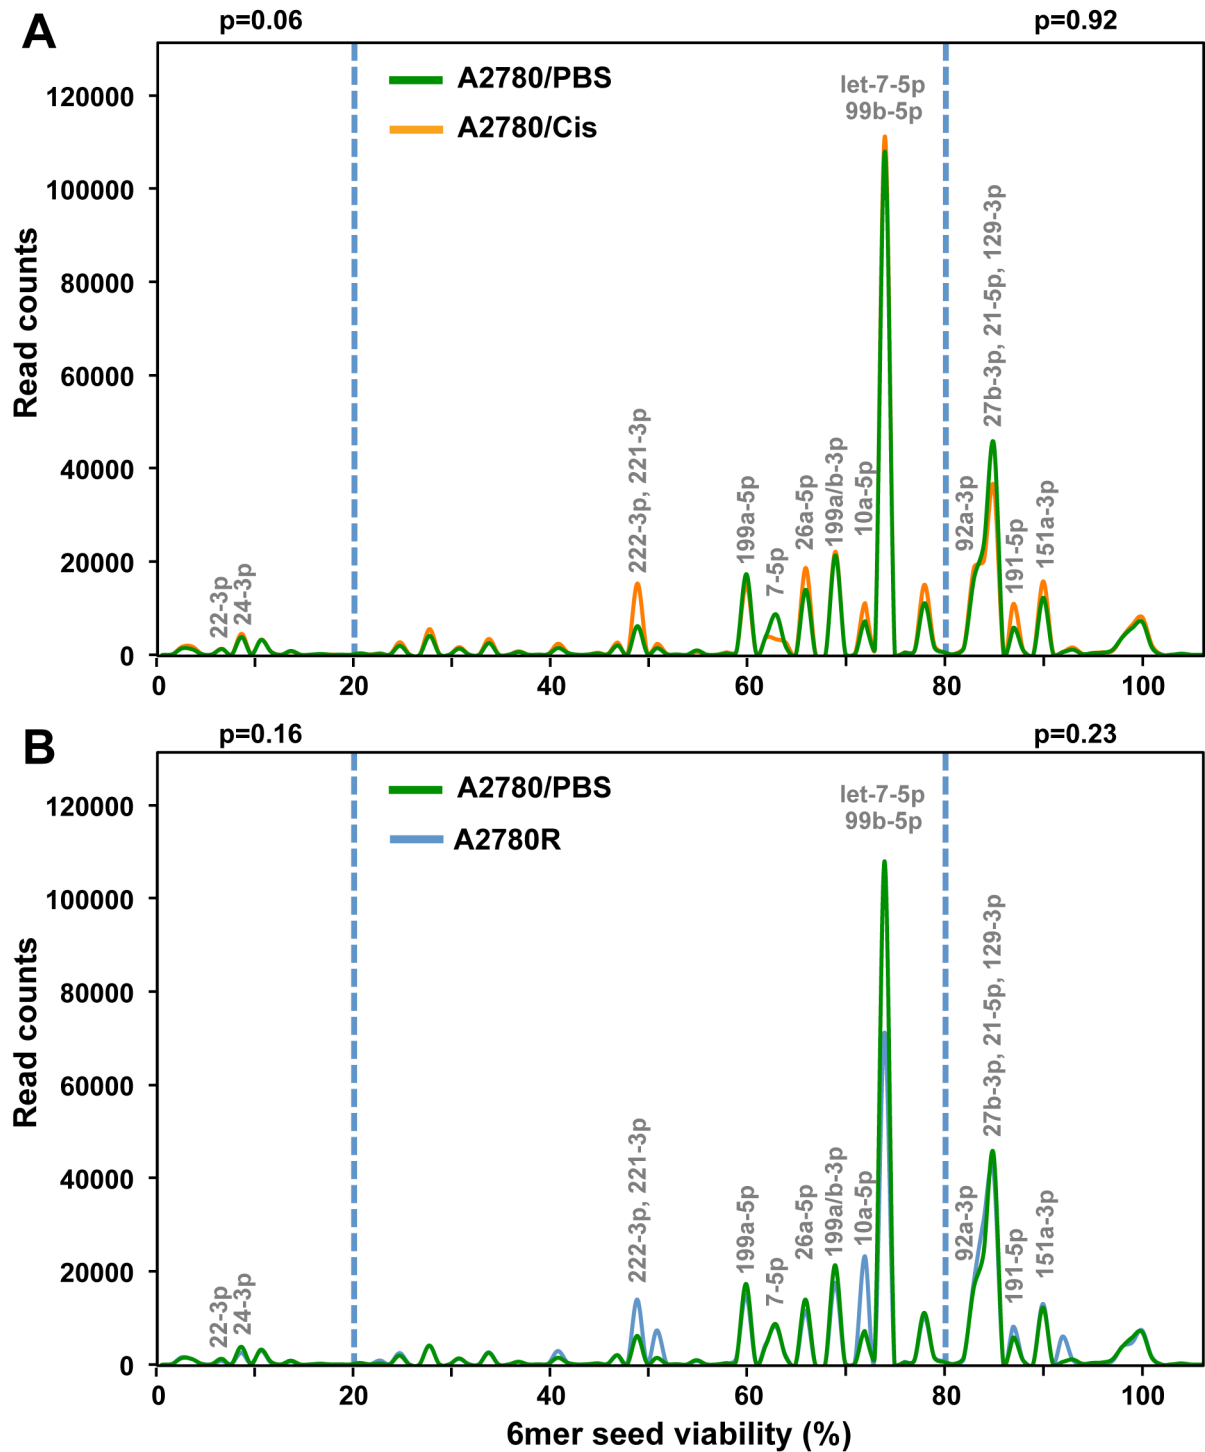 A
p=0.06
p=0.92
A2780/PBS
A2780/Cis
let-7-5p
99b-5p
120000
100000
80000
60000
40000
20000
0
Read counts
22-3p
24-3p
222-3p, 221-3p
199a-5p
7-5p
26a-5p
199a/b-3p
10a-5p
92a-3p
27b-3p, 21-5p, 129-3p
191-5p
151a-3p
0
20
40
60
80
100
B
p=0.16
p=0.23
A2780/PBS
A2780R
let-7-5p
99b-5p
120000
100000
80000
60000
40000
20000
0
Read counts
22-3p
24-3p
222-3p, 221-3p
199a-5p
7-5p
26a-5p
199a/b-3p
10a-5p
92a-3p
27b-3p, 21-5p, 129-3p
191-5p
151a-3p
0
20
40
60
80
100
6mer seed viability (%)